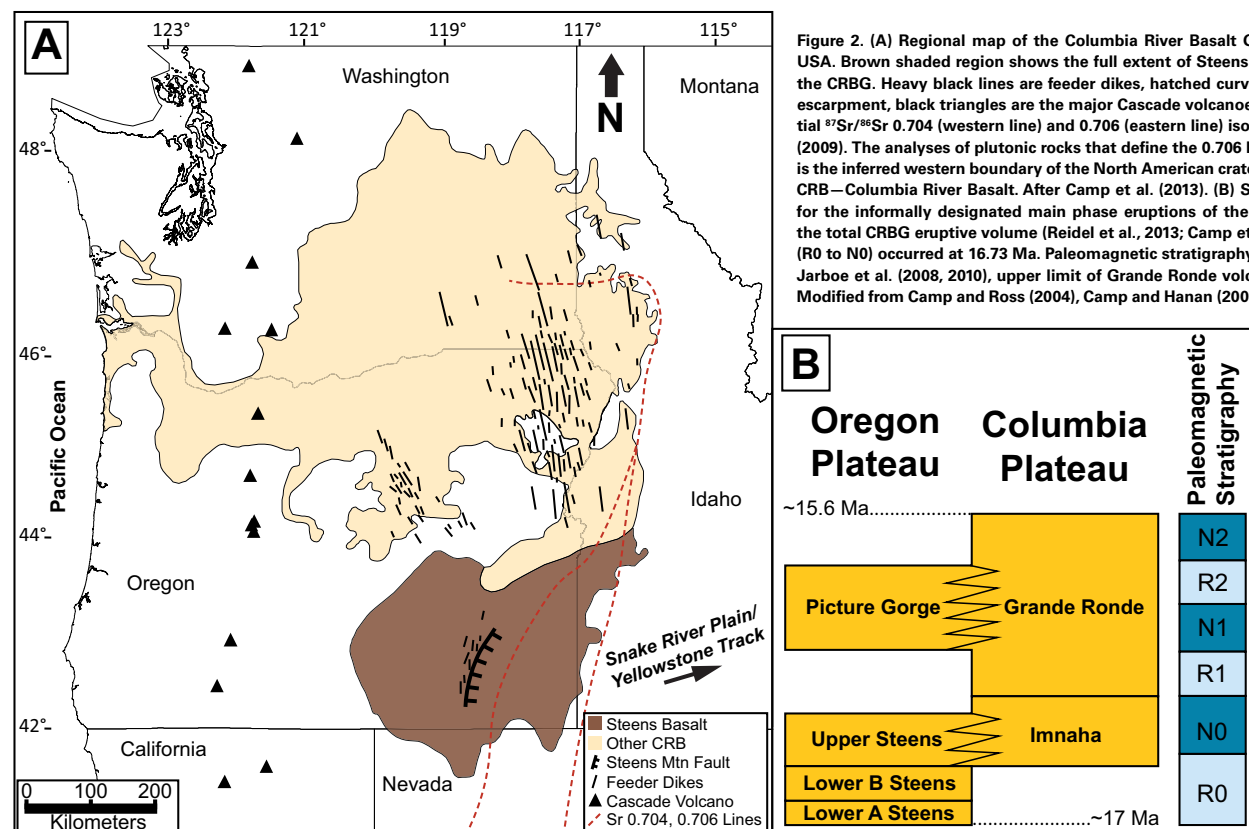 A
123°
121°
119°
117°
115°
Washington
Montana
N
48°
46°
44°
42°
Pacific Ocean
Idaho
Oregon
Snake River Plain/
Yellowstone Track
California
Nevada
0 100 200
Kilometers
Steens Basalt
Other CRB
Steens Mtn Fault
Feeder Dikes
Cascade Volcano
Sr 0.704, 0.706 Lines
Figure 2. (A) Regional map of the Columbia River Basalt
USA. Brown shaded region shows the full extent of Steens
the CRBG. Heavy black lines are feeder dikes, hatched
escarpment, black triangles are the major Cascade
tial ⁸⁷Sr/⁸⁶Sr 0.704 (western line) and 0.706 (eastern line)
(2009). The analyses of plutonic rocks that define the 0.706
is the inferred western boundary of the North American
CRB—Columbia River Basalt. After Camp et al. (2013). (B)
for the informally designated main phase eruptions of the
the total CRBG eruptive volume (Reidel et al., 2013; Camp et
(R0 to N0) occurred at 16.73 Ma. Paleomagnetic stratigraphy
Jarboe et al. (2008, 2010), upper limit of Grande Ronde
Modified from Camp and Ross (2004), Camp and Hanan
B
Oregon
Plateau
Columbia
Plateau
Paleomagnetic
Stratigraphy
~15.6 Ma
Picture Gorge
Grande Ronde
Upper Steens
Imnaha
Lower B Steens
Lower A Steens
~17 Ma
N2
R2
N1
R1
N0
R0